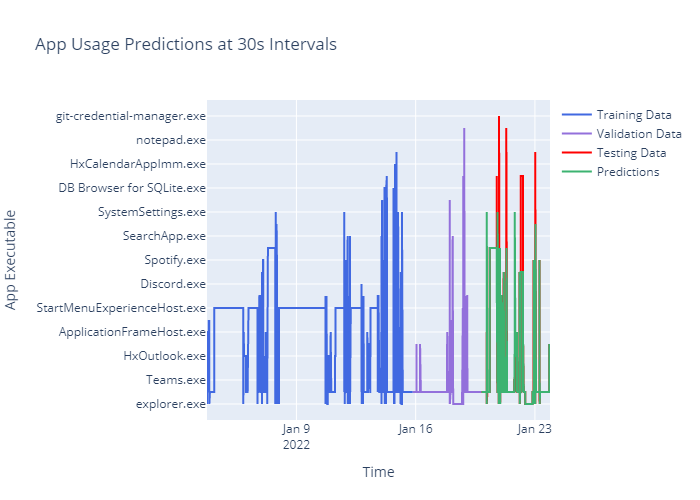 App Usage Predictions at 30s Intervals
git-credential-manager.exe
notepad.exe
HxCalendarAppImm.exe
DB Browser for SQLite.exe
SystemSettings.exe
SearchApp.exe
Spotify.exe
Discord.exe
StartMenuExperienceHost.exe
ApplicationFrameHost.exe
HxOutlook.exe
Teams.exe
explorer.exe
App Executable
Jan 9
2022
Jan 16
Jan 23
Time
Training Data
Validation Data
Testing Data
Predictions